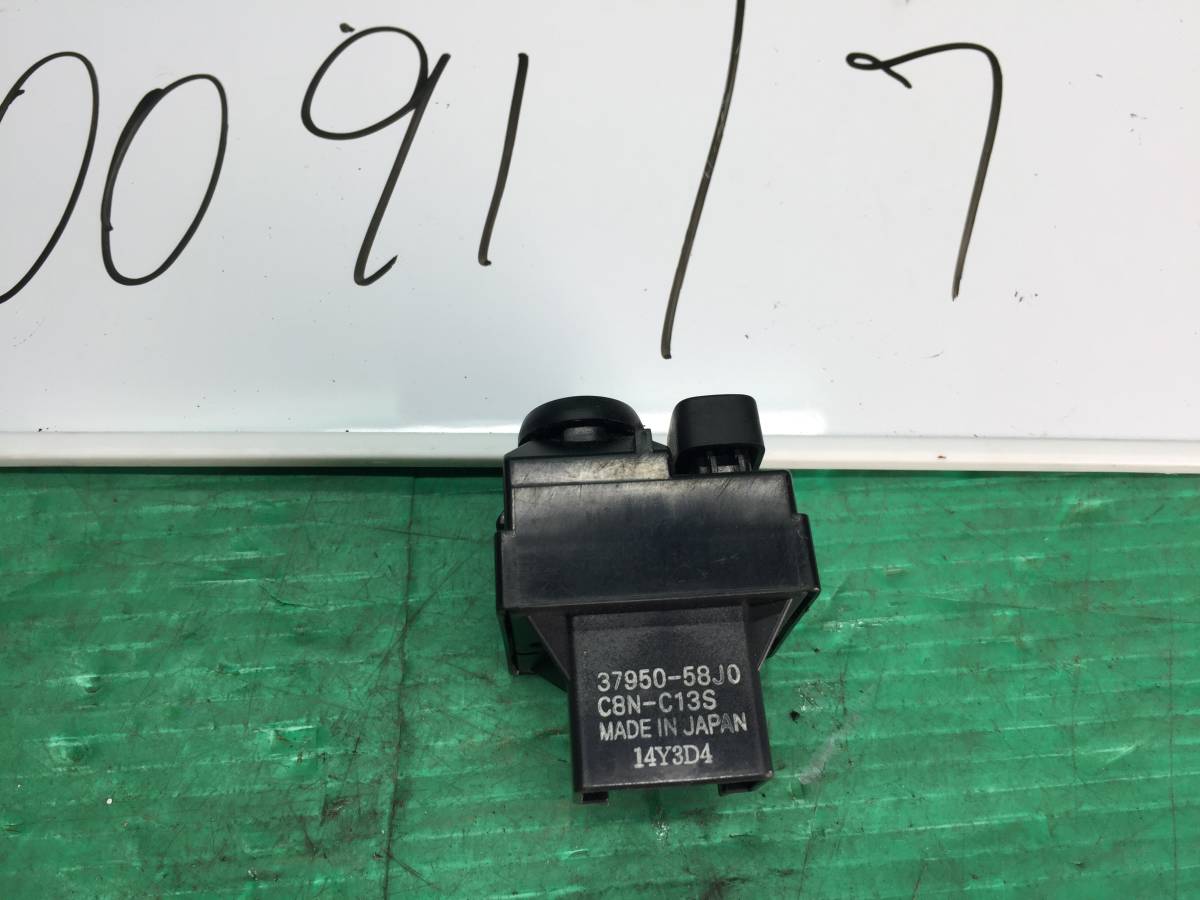 0091/7
37950-58J0
C8N-C13S
MADE IN JAPAN
14Y3D4